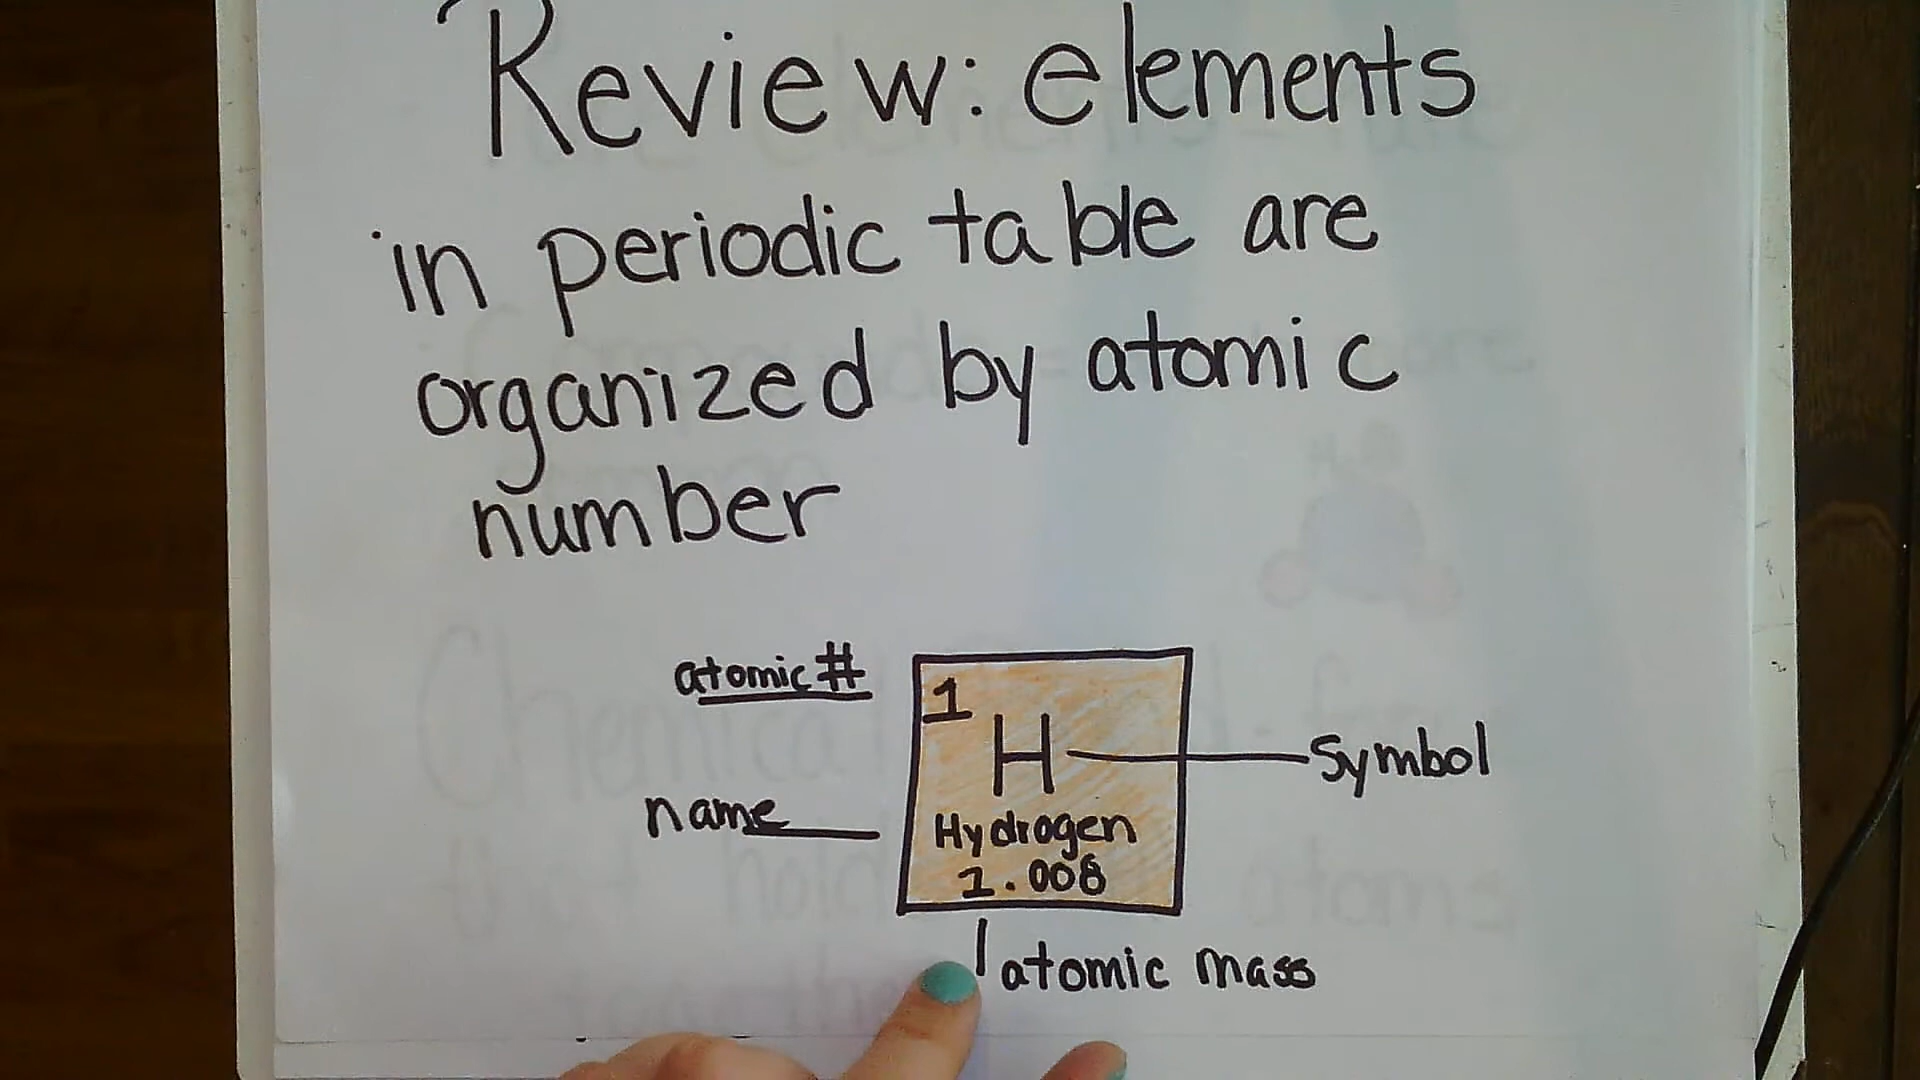 Review: elements
in periodic table are
organized by atomic
number
atomic #
1
H
Symbol
name
Hydrogen
1.008
atomic mass